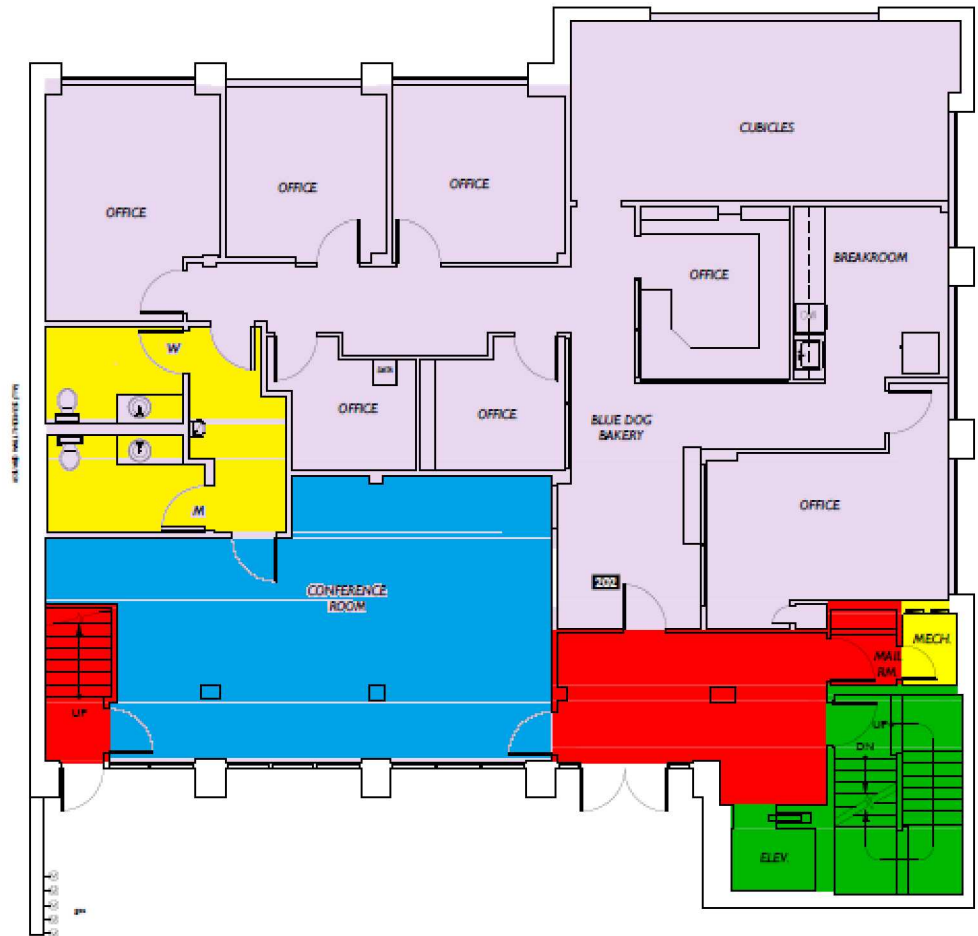 CUBICLES
OFFICE
OFFICE
OFFICE
OFFICE
BREAKROOM
W
OFFICE
OFFICE
BLUE DOG
BAKERY
M
OFFICE
CONFERENCE
ROOM
202
MECH.
MAIL
RM
UP
UP
DN
ELEV.